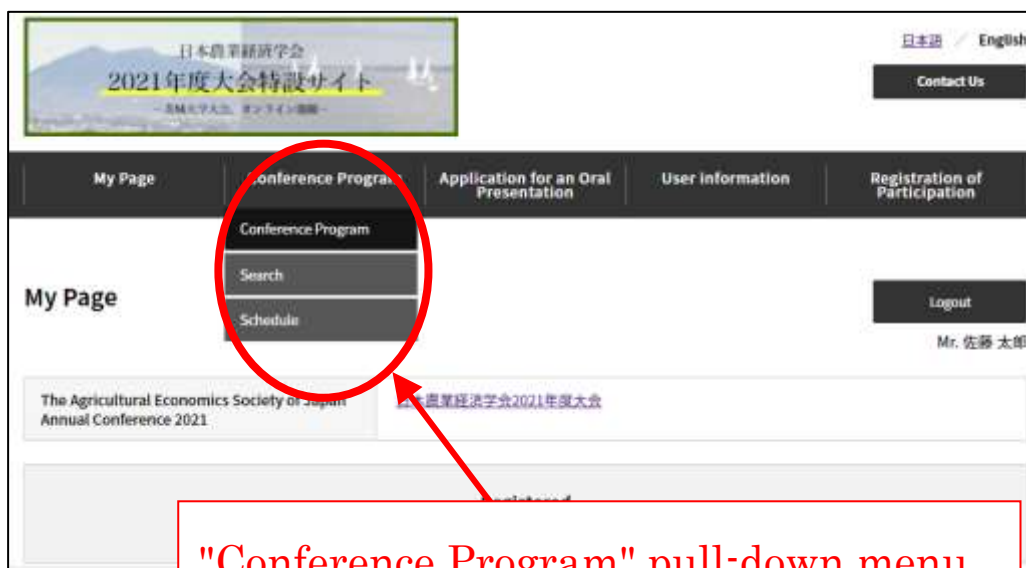 日本農業経済学会
2021年度大会特設サイト
日本語 / English
Contact Us
My Page
Conference Program
Application for an Oral Presentation
User information
Registration of Participation
Conference Program
Search
Schedule
My Page
Logout
Mr. 佐藤 太郎
The Agricultural Economics Society of Japan
Annual Conference 2021
日本農業経済学会2021年度大会
Registered
"Conference Program" pull-down menu